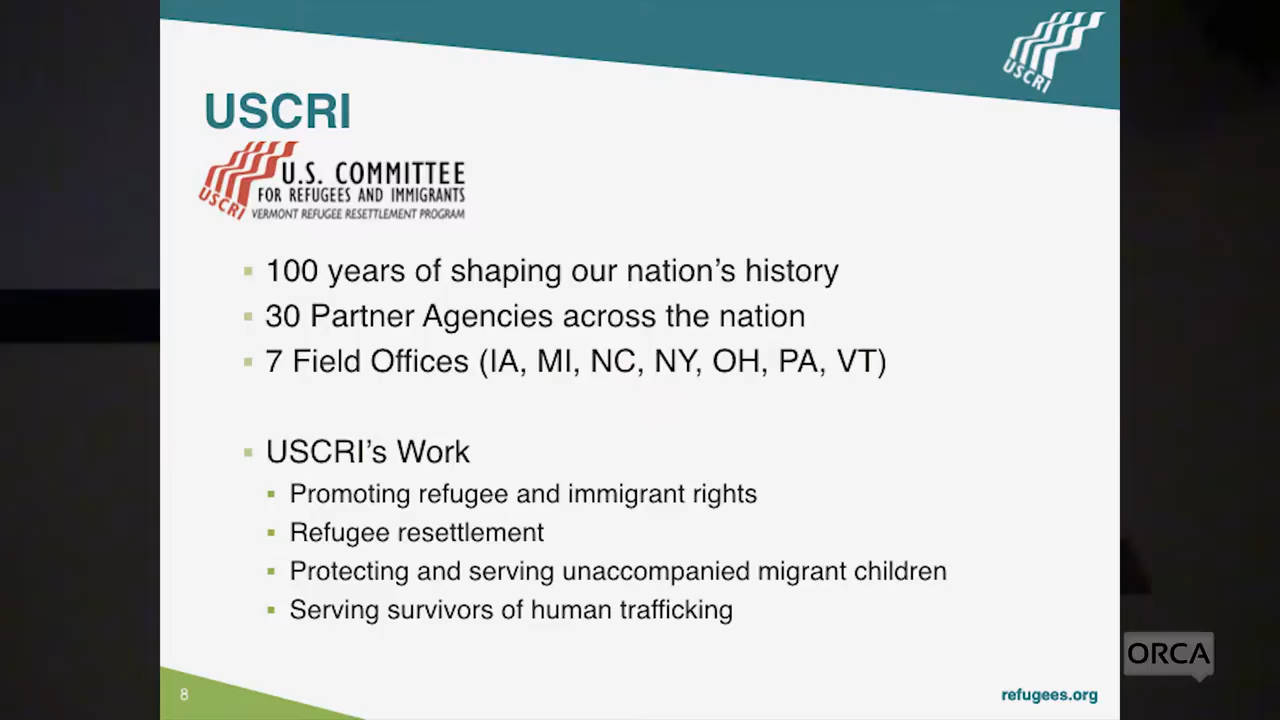 USCRI
USCRI
U.S. COMMITTEE
FOR REFUGEES AND IMMIGRANTS
USCRI
VERMONT REFUGEE RESETTLEMENT PROGRAM
100 years of shaping our nation's history
30 Partner Agencies across the nation
7 Field Offices (IA, MI, NC, NY, OH, PA, VT)
USCRI's Work
Promoting refugee and immigrant rights
Refugee resettlement
Protecting and serving unaccompanied migrant children
Serving survivors of human trafficking
ORCA
8
refugees.org